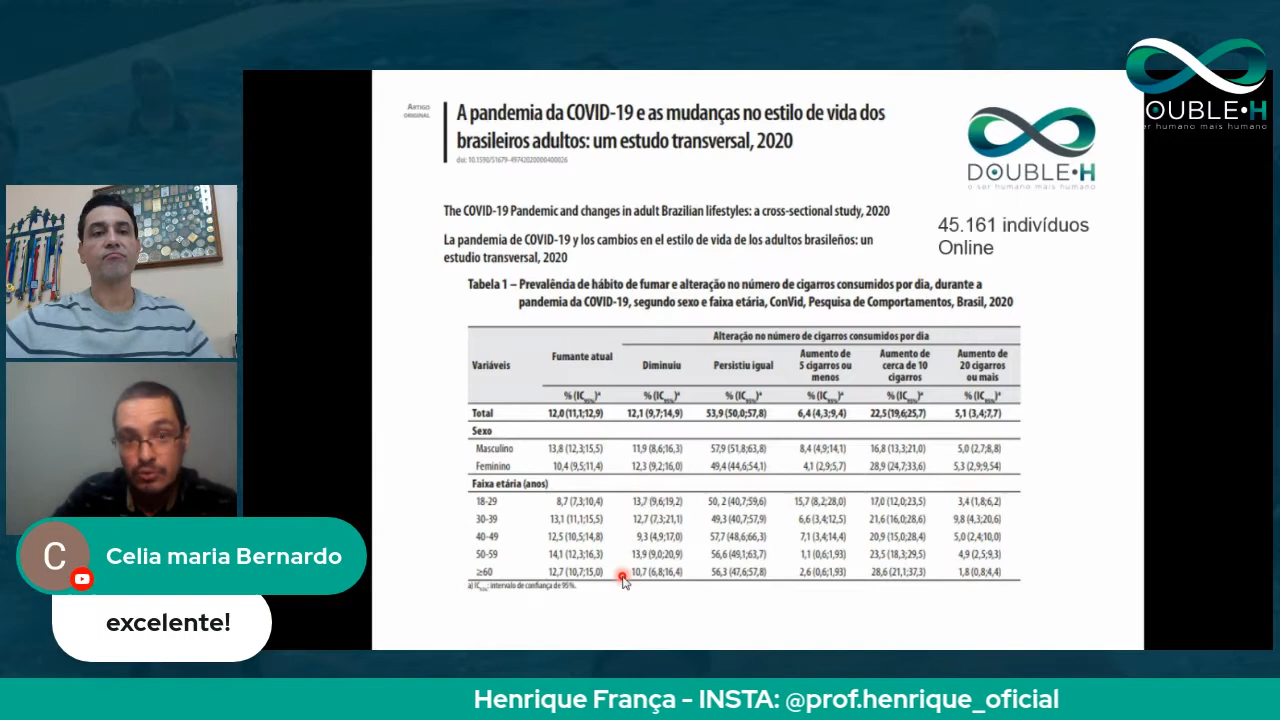 DOUBLE·H
ser humano mais humano
ARTIGO
ORIGINAL
A pandemia da COVID-19 e as mudanças no estilo de vida dos
brasileiros adultos: um estudo transversal, 2020
doi: 10.1590/S1679-49742020000400026
DOUBLE·H
o ser humano mais humano
The COVID-19 Pandemic and changes in adult Brazilian lifestyles: a cross-sectional study, 2020
La pandemia de COVID-19 y los cambios en el estilo de vida de los adultos brasileños: un
estudio transversal, 2020
45.161 indivíduos
Online
Tabela 1 – Prevalência de hábito de fumar e alteração no número de cigarros consumidos por dia, durante a
pandemia da COVID-19, segundo sexo e faixa etária, ConVid, Pesquisa de Comportamentos, Brasil, 2020
Alteração no número de cigarros consumidos por dia
Variáveis Fumante atual Diminuiu Persistiu igual Aumento de 5 cigarros ou menos Aumento de cerca de 10 cigarros Aumento de 20 cigarros ou mais
% (IC95%)a % (IC95%)a % (IC95%)a % (IC95%)a % (IC95%)a % (IC95%)a
Total 12,0 (11,1;12,9) 12,1 (9,7;14,9) 53,9 (50,0;57,8) 6,4 (4,3;9,4) 22,5 (19,6;25,7) 5,1 (3,4;7,7)
Sexo
Masculino 13,8 (12,3;15,5) 11,9 (8,6;16,3) 57,9 (51,8;63,8) 8,4 (4,9;14,1) 16,8 (13,3;21,0) 5,0 (2,7;8,8)
Feminino 10,4 (9,5;11,4) 12,3 (9,2;16,0) 49,4 (44,6;54,1) 4,1 (2,9;5,7) 28,9 (24,7;33,6) 5,3 (2,9;9,54)
Faixa etária (anos)
18-29 8,7 (7,3;10,4) 13,7 (9,6;19,2) 50, 2 (40,7;59,6) 15,7 (8,2;28,0) 17,0 (12,0;23,5) 3,4 (1,8;6,2)
30-39 13,1 (11,1;15,5) 12,7 (7,3;21,1) 49,3 (40,7;57,9) 6,6 (3,4;12,5) 21,6 (16,0;28,6) 9,8 (4,3;20,6)
40-49 12,5 (10,5;14,8) 9,3 (4,9;17,0) 57,7 (48,6;66,3) 7,1 (3,4;14,4) 20,9 (15,0;28,4) 5,0 (2,4;10,0)
50-59 14,1 (12,3;16,3) 13,9 (9,0;20,9) 56,6 (49,1;63,7) 1,1 (0,6;1,93) 23,5 (18,3;29,5) 4,9 (2,5;9,3)
≥60 12,7 (10,7;15,0) 10,7 (6,8;16,4) 56,3 (47,6;57,8) 2,6 (0,6;1,93) 28,6 (21,1;37,3) 1,8 (0,8;4,4)
a) IC95%: intervalo de confiança de 95%.
C
Celia maria Bernardo
excelente!
Henrique França - INSTA: @prof.henrique_oficial